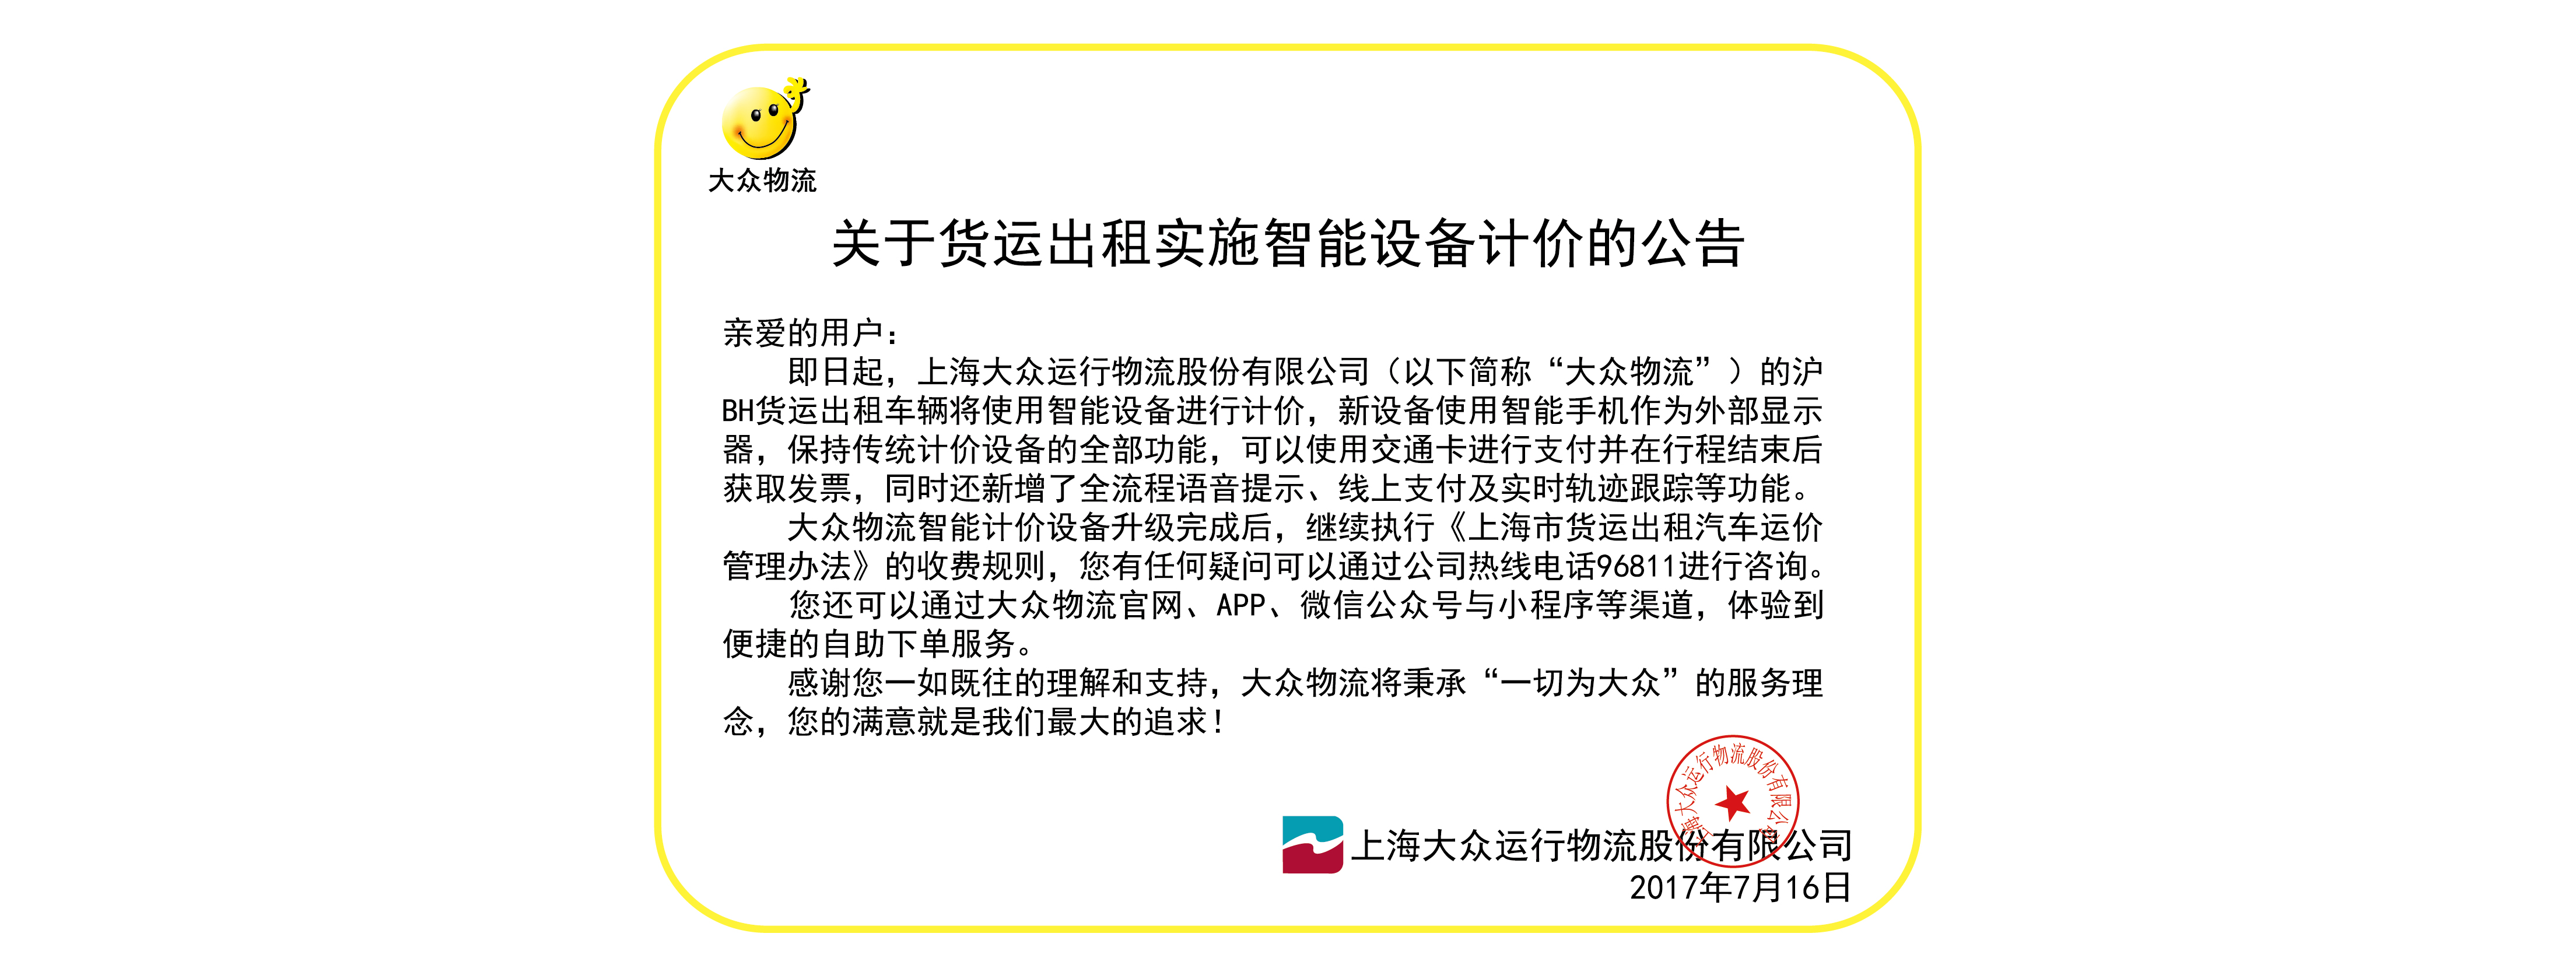 大众物流
关于货运出租实施智能设备计价的公告
亲爱的用户：
即日起，上海大众运行物流股份有限公司（以下简称“大众物流”）的沪
BH货运出租车辆将使用智能设备进行计价，新设备使用智能手机作为外部显示
器，保持传统计价设备的全部功能，可以使用交通卡进行支付并在行程结束后
获取发票，同时还新增了全流程语音提示、线上支付及实时轨迹跟踪等功能。
大众物流智能计价设备升级完成后，继续执行《上海市货运出租汽车运价
管理办法》的收费规则，您有任何疑问可以通过公司热线电话96811进行咨询。
您还可以通过大众物流官网、APP、微信公众号与小程序等渠道，体验到
便捷的自助下单服务。
感谢您一如既往的理解和支持，大众物流将秉承“一切为大众”的服务理
念，您的满意就是我们最大的追求！
上海大众运行物流股份有限公司
上海大众运行物流股份有限公司
2017年7月16日